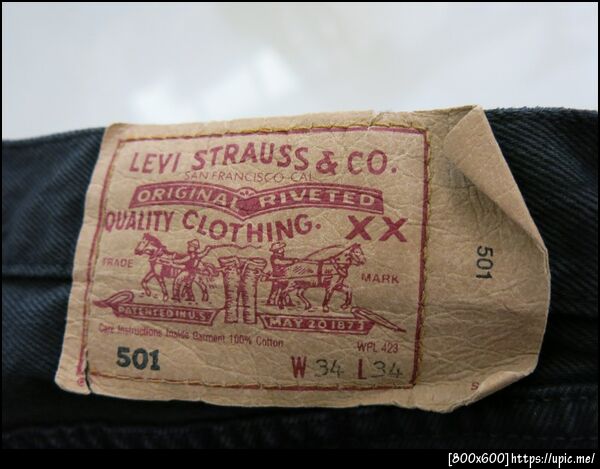 LEVI STRAUSS & CO.
SAN FRANCISCO CAL
ORIGINAL RIVETED
QUALITY CLOTHING. XX
TRADE MARK
PATENTED IN U.S. MAY 20 1873
Care Instructions Inside Garment 100% Cotton WPL 423
501 W 34 L 34
501
S
[800x600]https://upic.me/